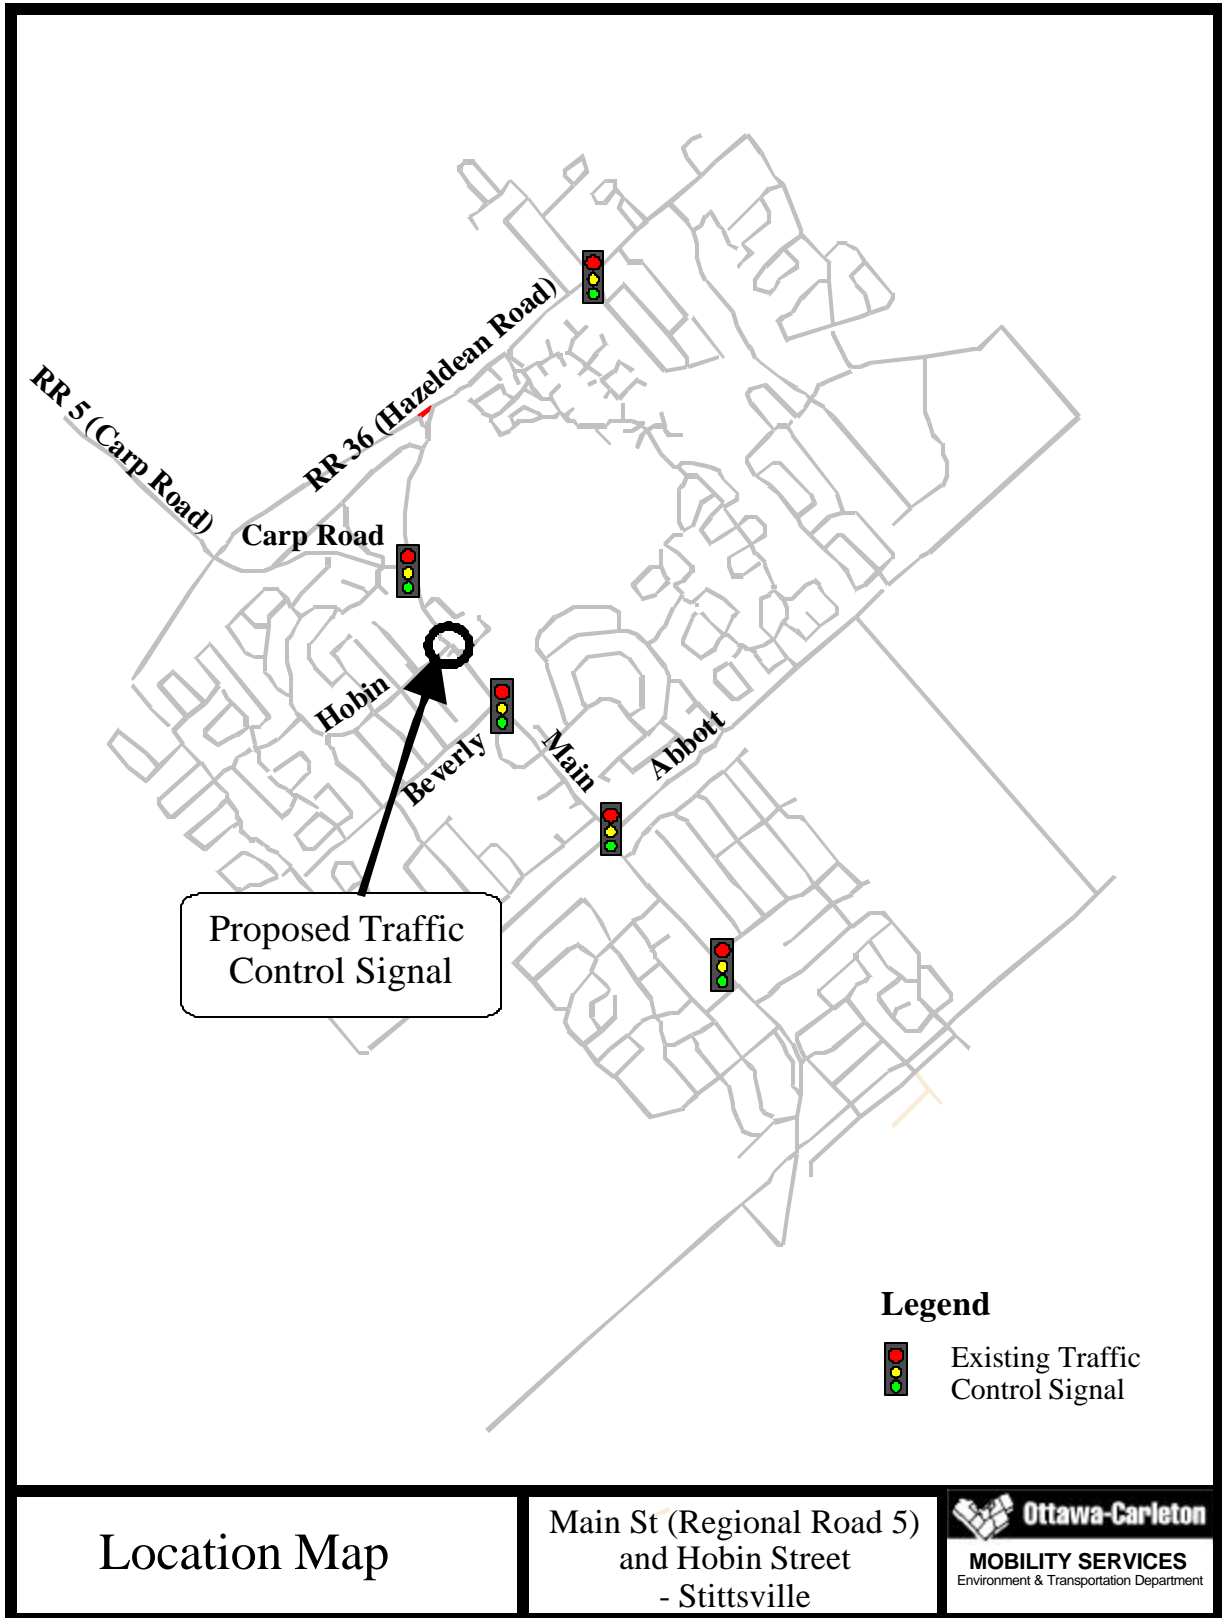 RR 36 (Hazeldean Road)
RR 5 (Carp Road)
Carp Road
Hobin
Beverly
Main
Abbott
Proposed Traffic
Control Signal
Legend
Existing Traffic
Control Signal
Location Map
Main St (Regional Road 5)
and Hobin Street
- Stittsville
Ottawa-Carleton
MOBILITY SERVICES
Environment & Transportation Department